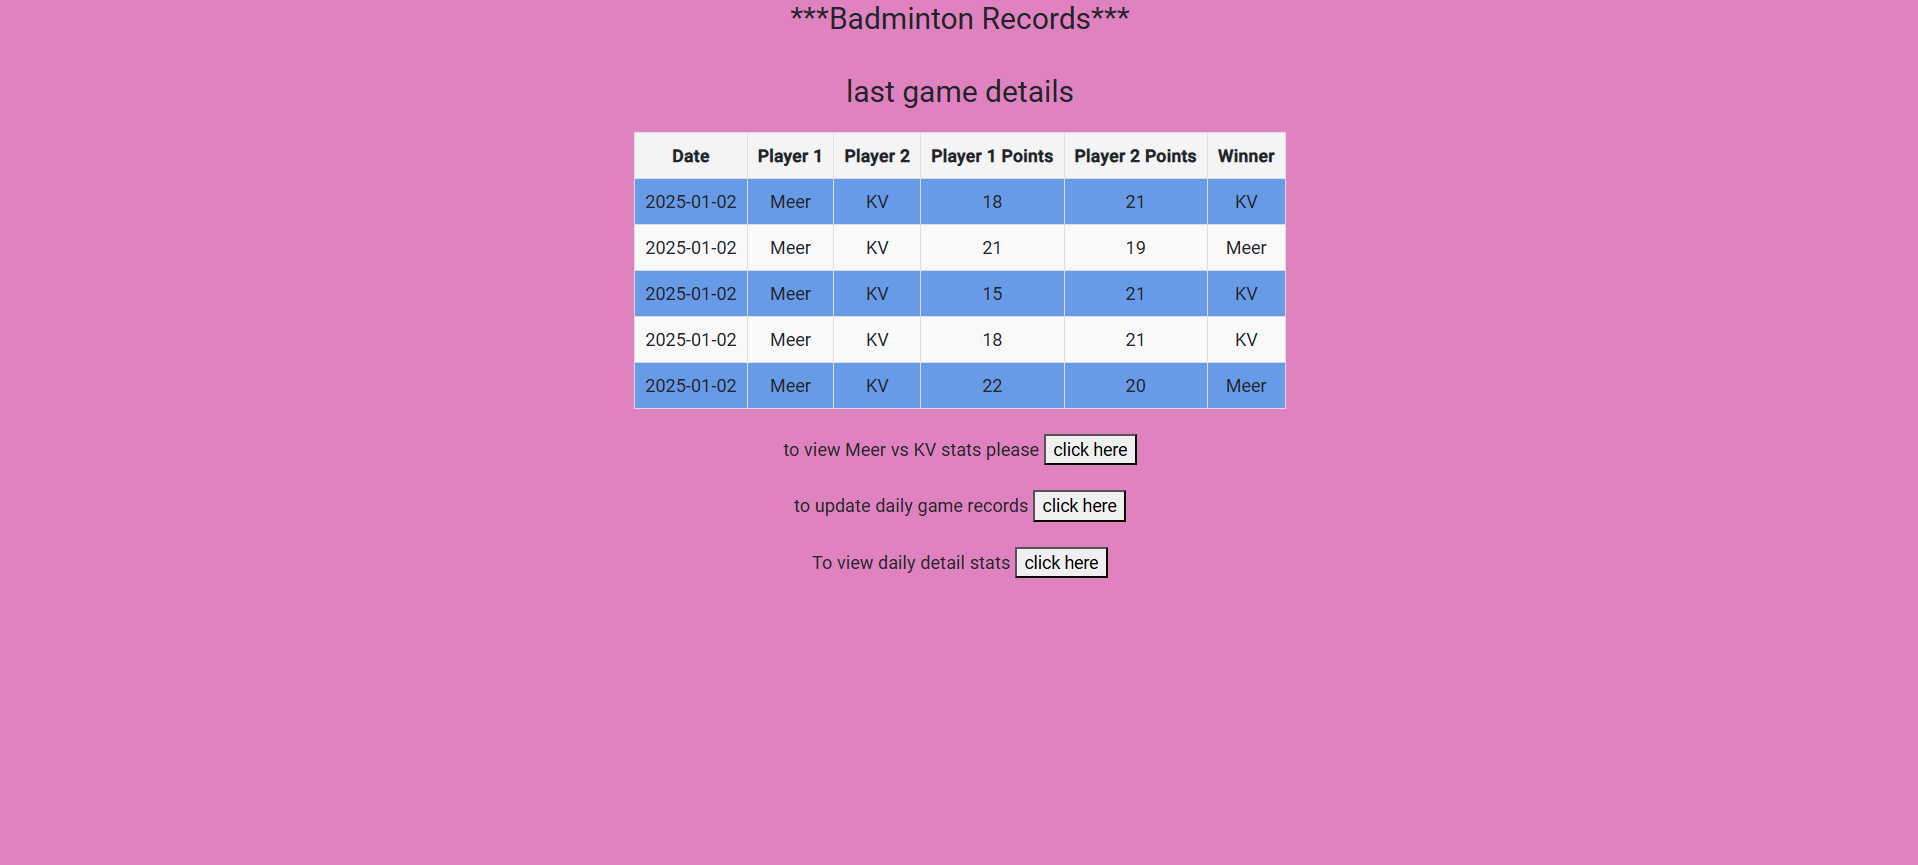 ***Badminton Records***
last game details
Date Player 1 Player 2 Player 1 Points Player 2 Points Winner
2025-01-02 Meer KV 18 21 KV
2025-01-02 Meer KV 21 19 Meer
2025-01-02 Meer KV 15 21 KV
2025-01-02 Meer KV 18 21 KV
2025-01-02 Meer KV 22 20 Meer
to view Meer vs KV stats please click here
to update daily game records click here
To view daily detail stats click here